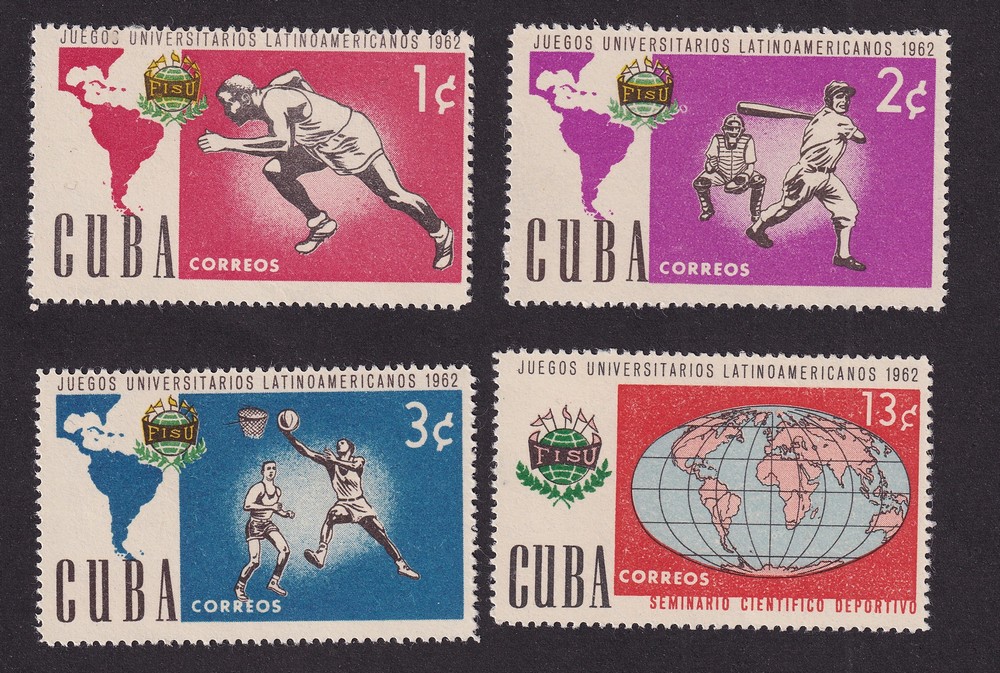 JUEGOS UNIVERSITARIOS LATINOAMERICANOS 1962
1¢
FISU
CUBA
CORREOS
JUEGOS UNIVERSITARIOS LATINOAMERICANOS 1962
2¢
FISU
CUBA
CORREOS
JUEGOS UNIVERSITARIOS LATINOAMERICANOS 1962
3¢
FISU
CUBA
CORREOS
JUEGOS UNIVERSITARIOS LATINOAMERICANOS 1962
13¢
FISU
CUBA
CORREOS
SEMINARIO CIENTIFICO DEPORTIVO